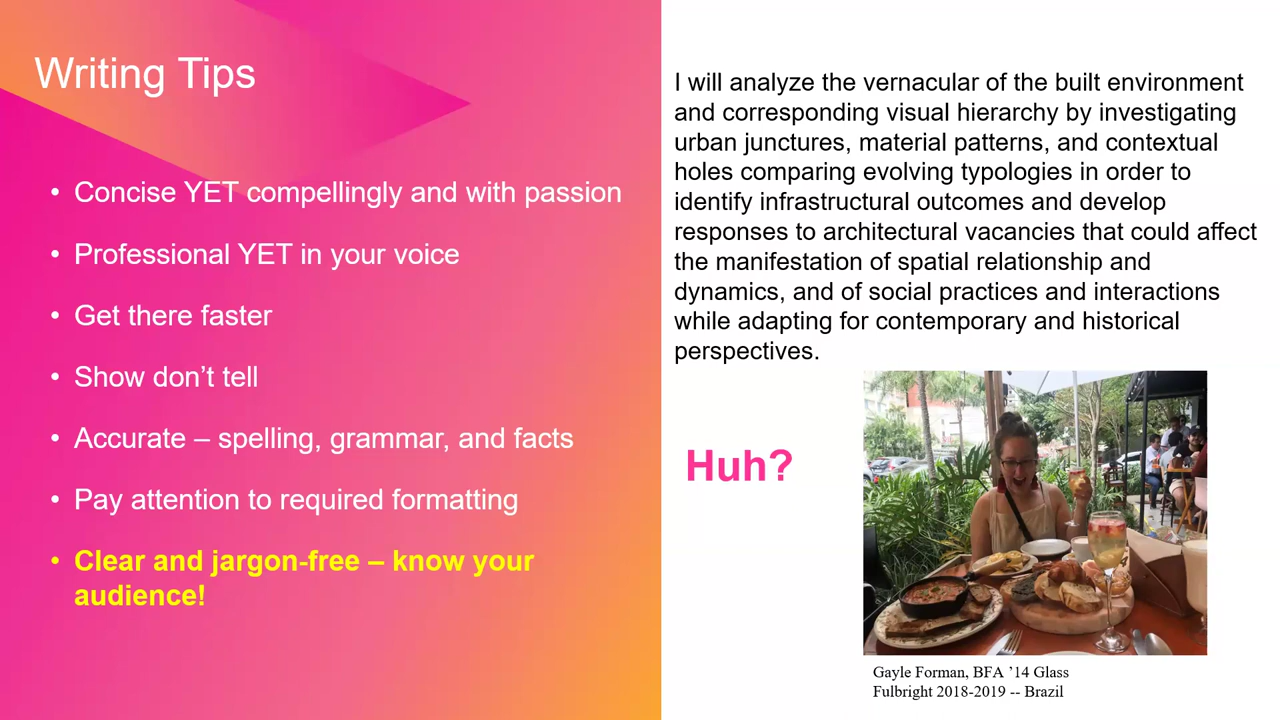 Writing Tips
• Concise YET compellingly and with passion
• Professional YET in your voice
• Get there faster
• Show don’t tell
• Accurate – spelling, grammar, and facts
• Pay attention to required formatting
• Clear and jargon-free – know your
audience!
I will analyze the vernacular of the built environment
and corresponding visual hierarchy by investigating
urban junctures, material patterns, and contextual
holes comparing evolving typologies in order to
identify infrastructural outcomes and develop
responses to architectural vacancies that could affect
the manifestation of spatial relationship and
dynamics, and of social practices and interactions
while adapting for contemporary and historical
perspectives.
Huh?
Gayle Forman, BFA ’14 Glass
Fulbright 2018-2019 -- Brazil